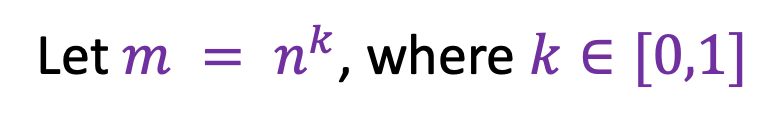 Let m = n^k, where k ∈ [0,1]